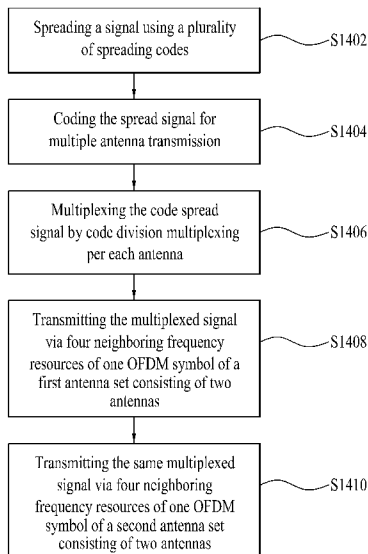 Spreading a signal using a plurality
of spreading codes
S1402
Coding the spread signal for
multiple antenna transmission
S1404
Multiplexing the code spread
signal by code division multiplexing
per each antenna
S1406
Transmitting the multiplexed signal
via four neighboring frequency
resources of one OFDM symbol of a
first antenna set consisting of two
antennas
S1408
Transmitting the same multiplexed
signal via four neighboring
frequency resources of one OFDM
symbol of a second antenna set
consisting of two antennas
S1410